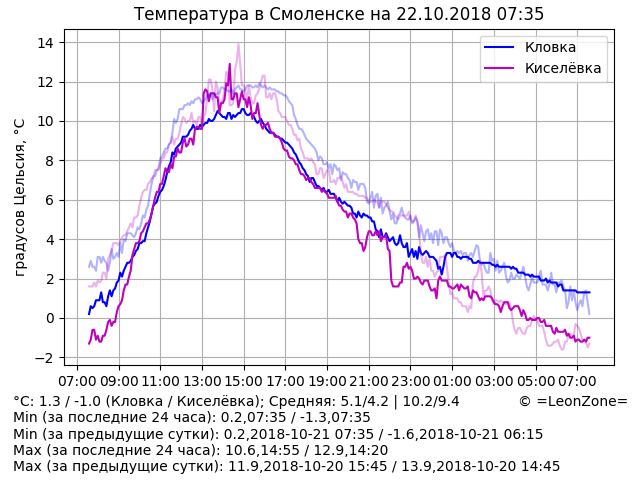 Температура в Смоленске на 22.10.2018 07:35
градусов Цельсия, °C
14
12
10
8
6
4
2
0
−2
Кловка
Киселёвка
07:00 09:00 11:00 13:00 15:00 17:00 19:00 21:00 23:00 01:00 03:00 05:00 07:00
°C: 1.3 / -1.0 (Кловка / Киселёвка); Средняя: 5.1/4.2 | 10.2/9.4 © =LeonZone=
Min (за последние 24 часа): 0.2,07:35 / -1.3,07:35
Min (за предыдущие сутки): 0.2,2018-10-21 07:35 / -1.6,2018-10-21 06:15
Max (за последние 24 часа): 10.6,14:55 / 12.9,14:20
Max (за предыдущие сутки): 11.9,2018-10-20 15:45 / 13.9,2018-10-20 14:45